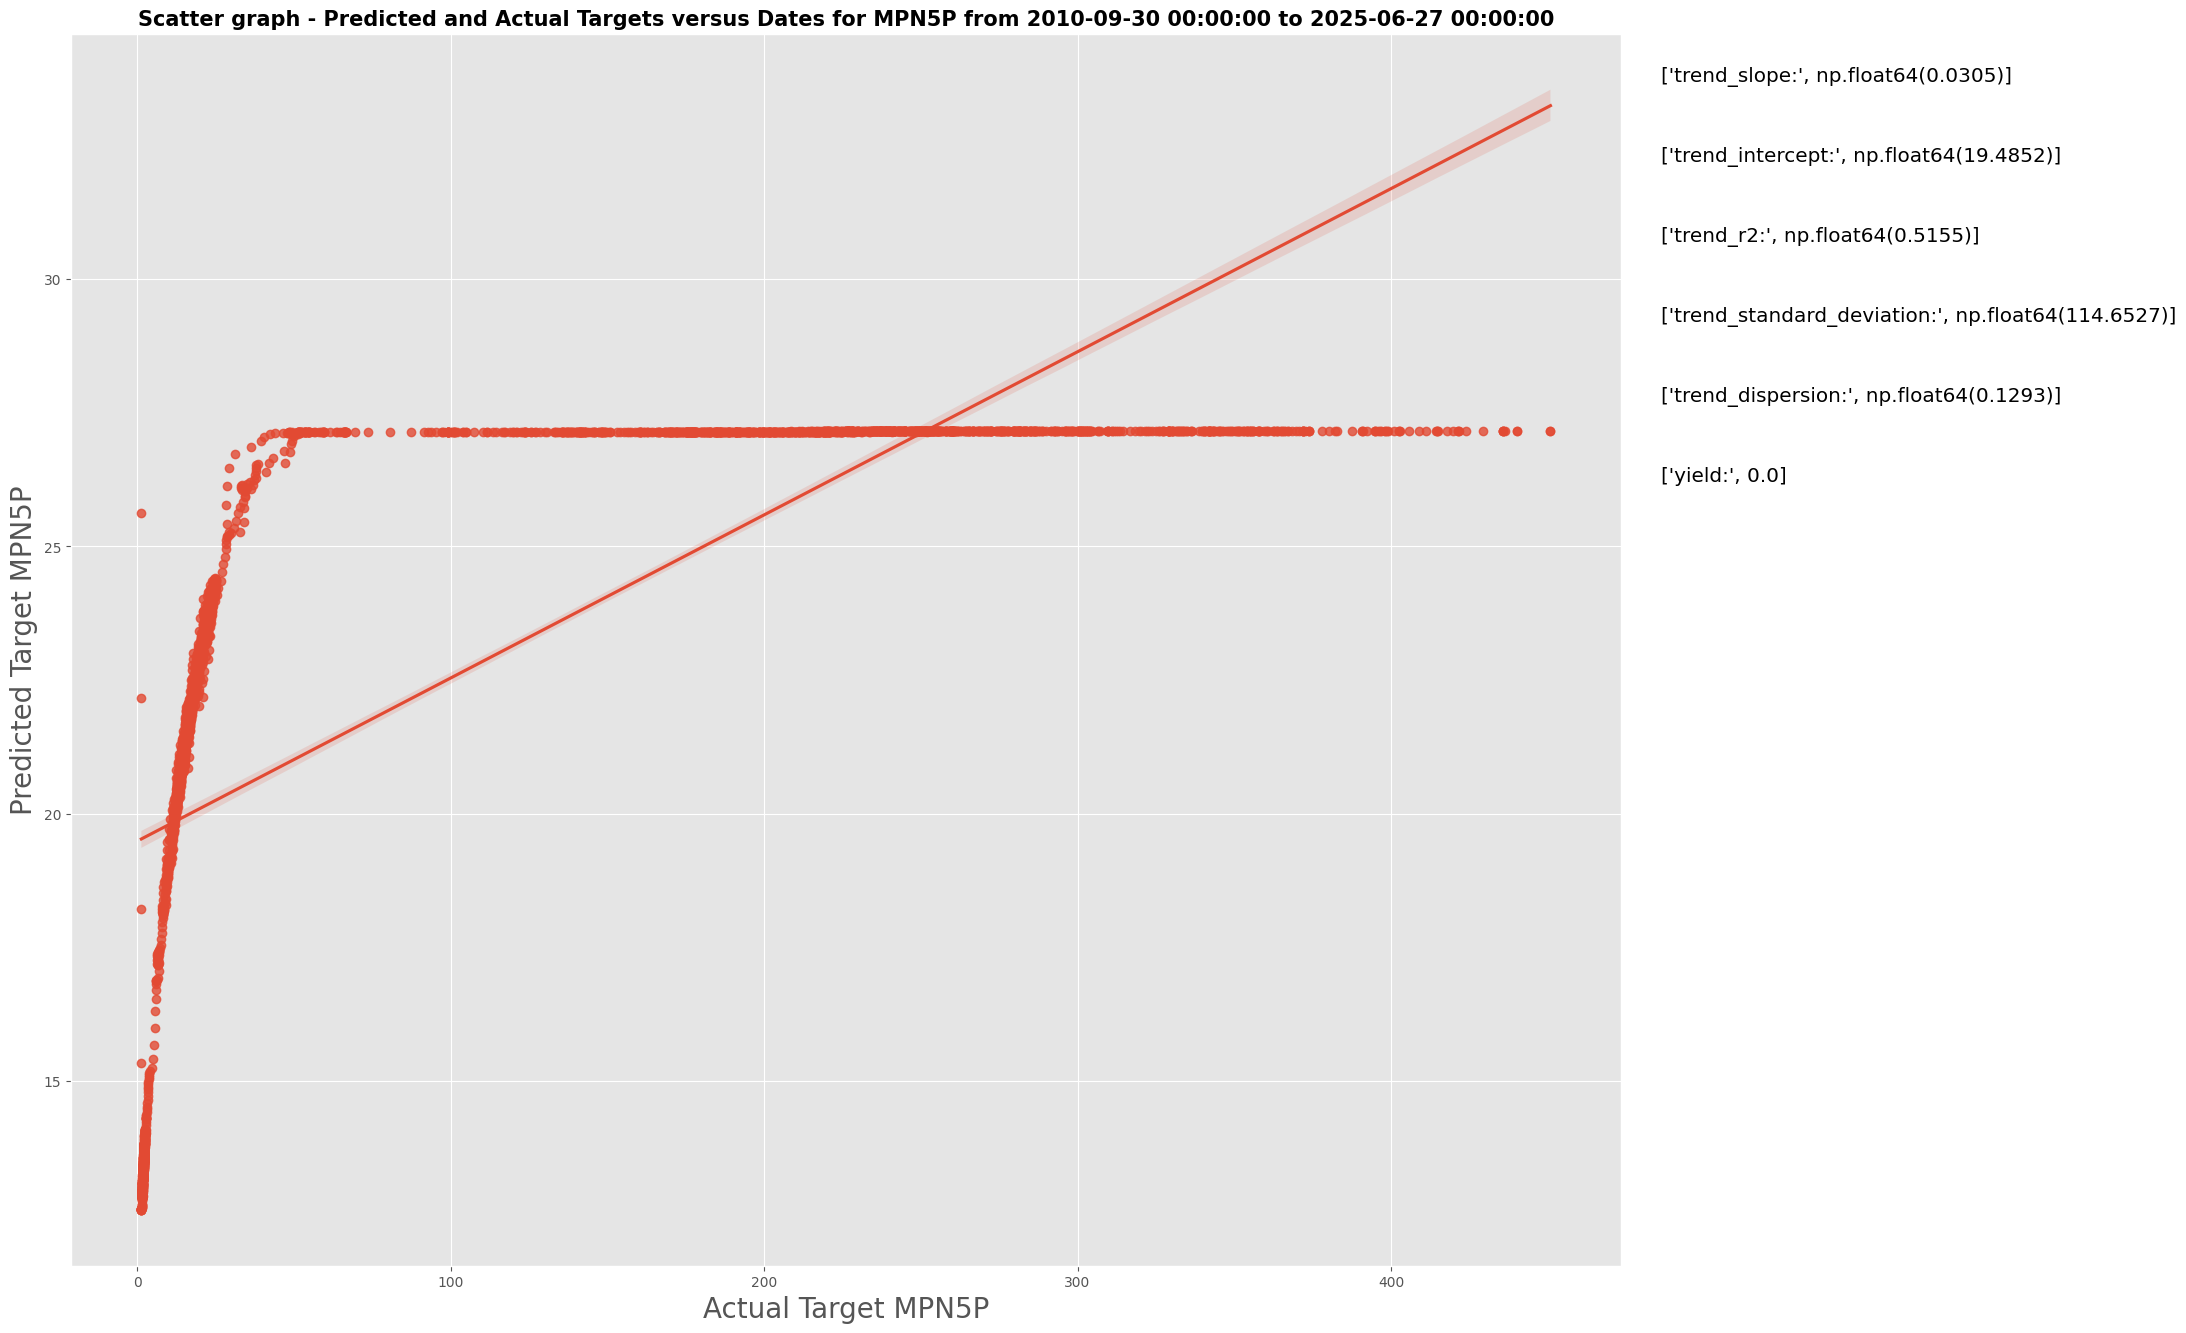 Scatter graph - Predicted and Actual Targets versus Dates for MPN5P from 2010-09-30 00:00:00 to 2025-06-27 00:00:00
['trend_slope:', np.float64(0.0305)]
['trend_intercept:', np.float64(19.4852)]
['trend_r2:', np.float64(0.5155)]
['trend_standard_deviation:', np.float64(114.6527)]
['trend_dispersion:', np.float64(0.1293)]
['yield:', 0.0]
Predicted Target MPN5P
30
25
20
15
0 100 200 300 400
Actual Target MPN5P